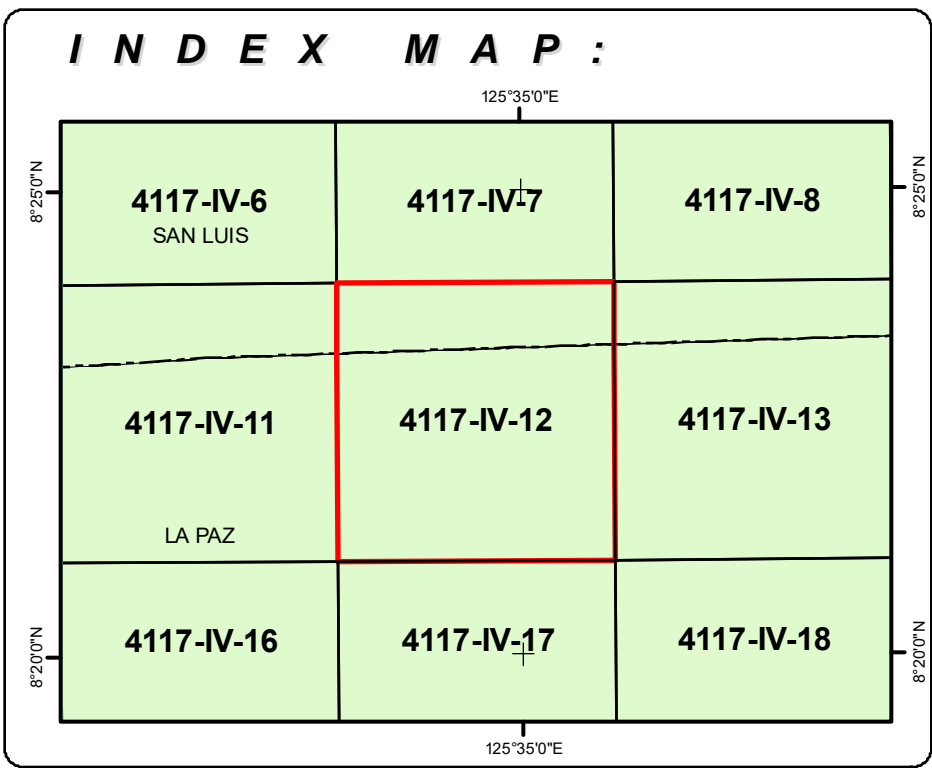 INDEX MAP:
125°35'0"E
8°25'0"N
8°25'0"N
4117-IV-6
4117-IV-7
4117-IV-8
SAN LUIS
4117-IV-11
4117-IV-12
4117-IV-13
LA PAZ
4117-IV-16
4117-IV-17
4117-IV-18
8°20'0"N
8°20'0"N
125°35'0"E